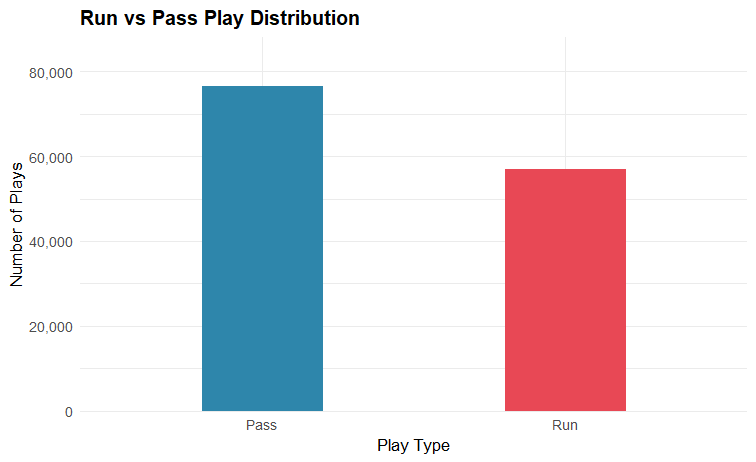 Run vs Pass Play Distribution
Number of Plays
80,000
60,000
40,000
20,000
0
Pass
Run
Play Type